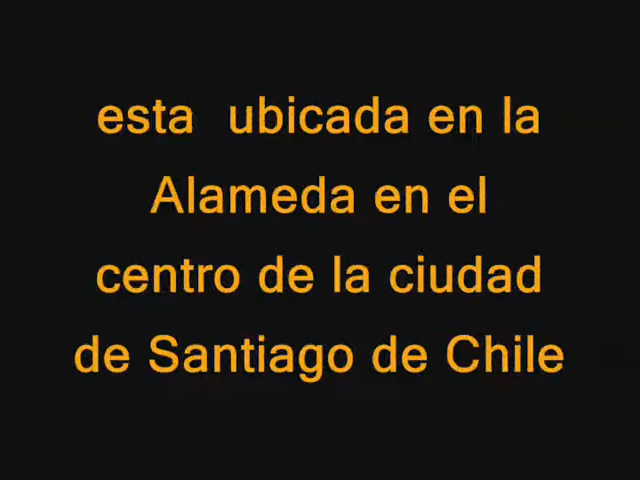 esta  ubicada en la
Alameda en el
centro de la ciudad
de Santiago de Chile